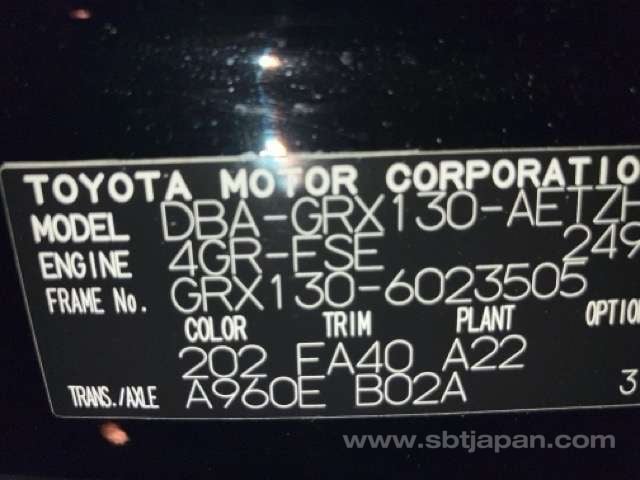 TOYOTA MOTOR CORPORATIO
MODEL DBA-GRX130-AETZH
ENGINE 4GR-FSE 249
FRAME No. GRX130-6023505
COLOR TRIM PLANT OPTION
202 FA40 A22
TRANS./AXLE A960E B02A 3
www.sbtjapan.com